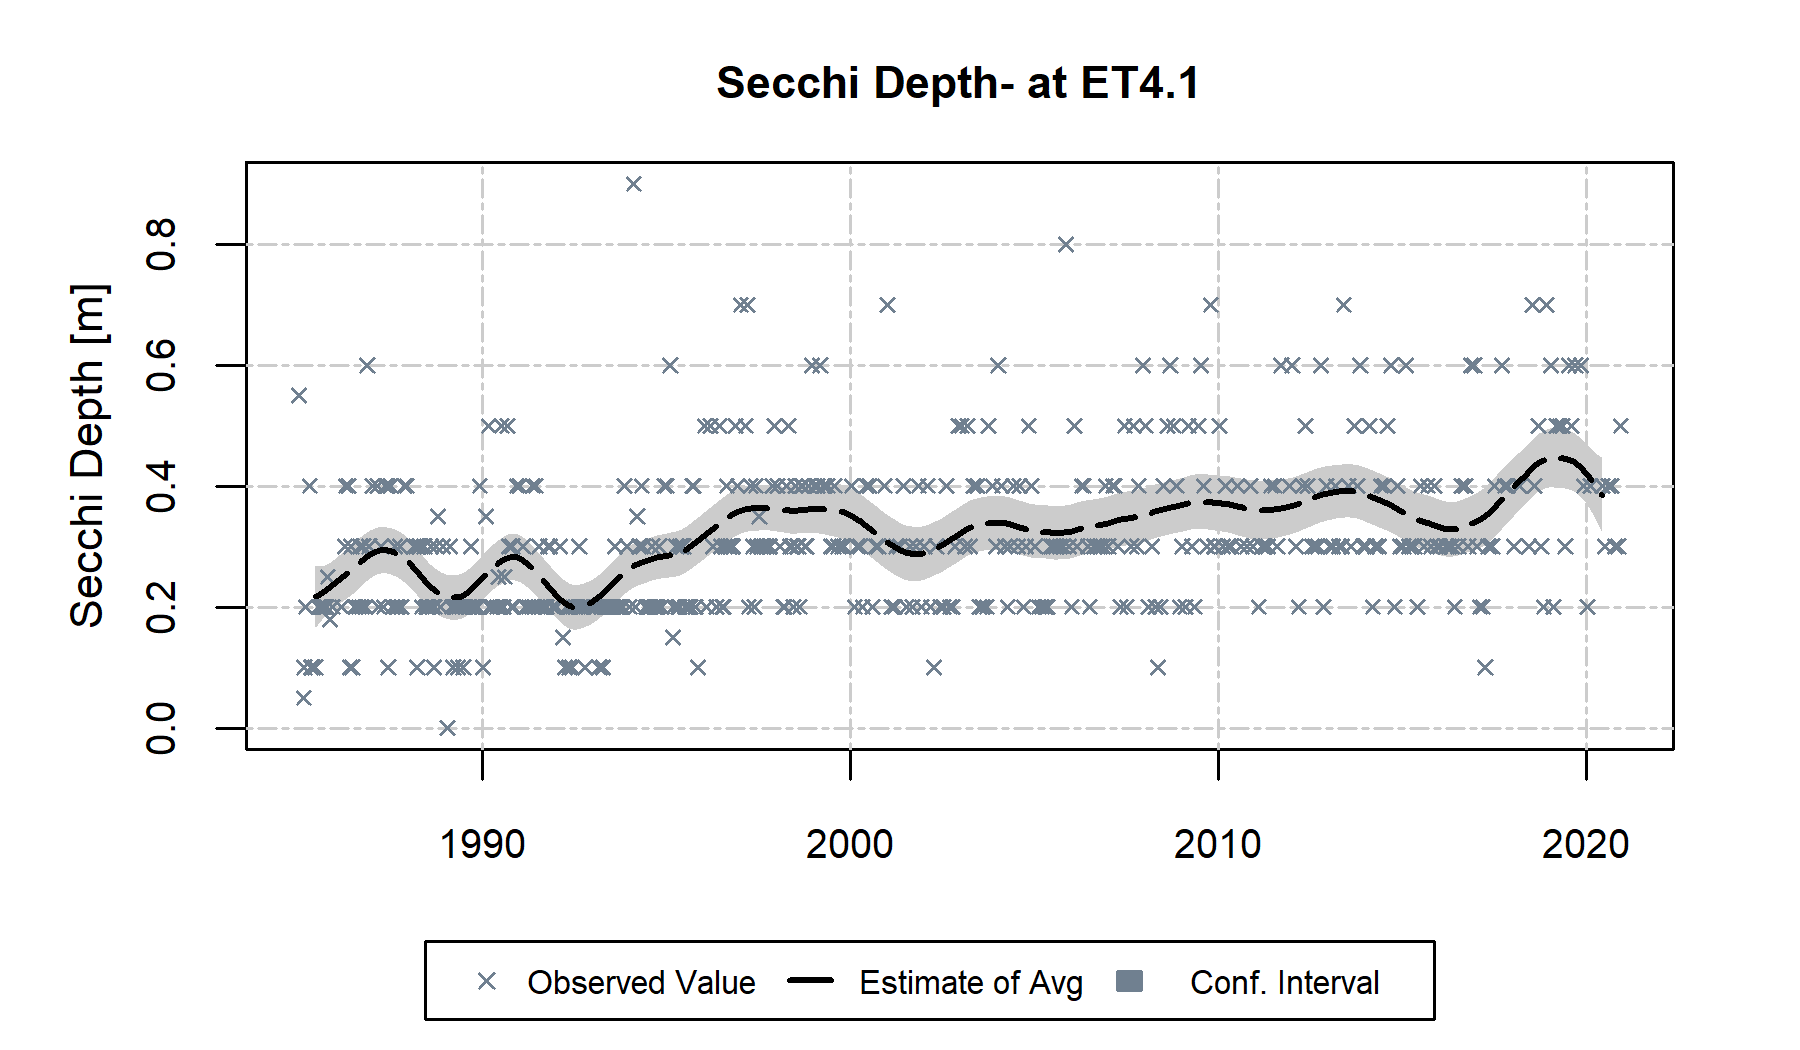 Secchi Depth- at ET4.1
Secchi Depth [m]
0.8
0.6
0.4
0.2
0.0
1990 2000 2010 2020
Observed Value Estimate of Avg Conf. Interval